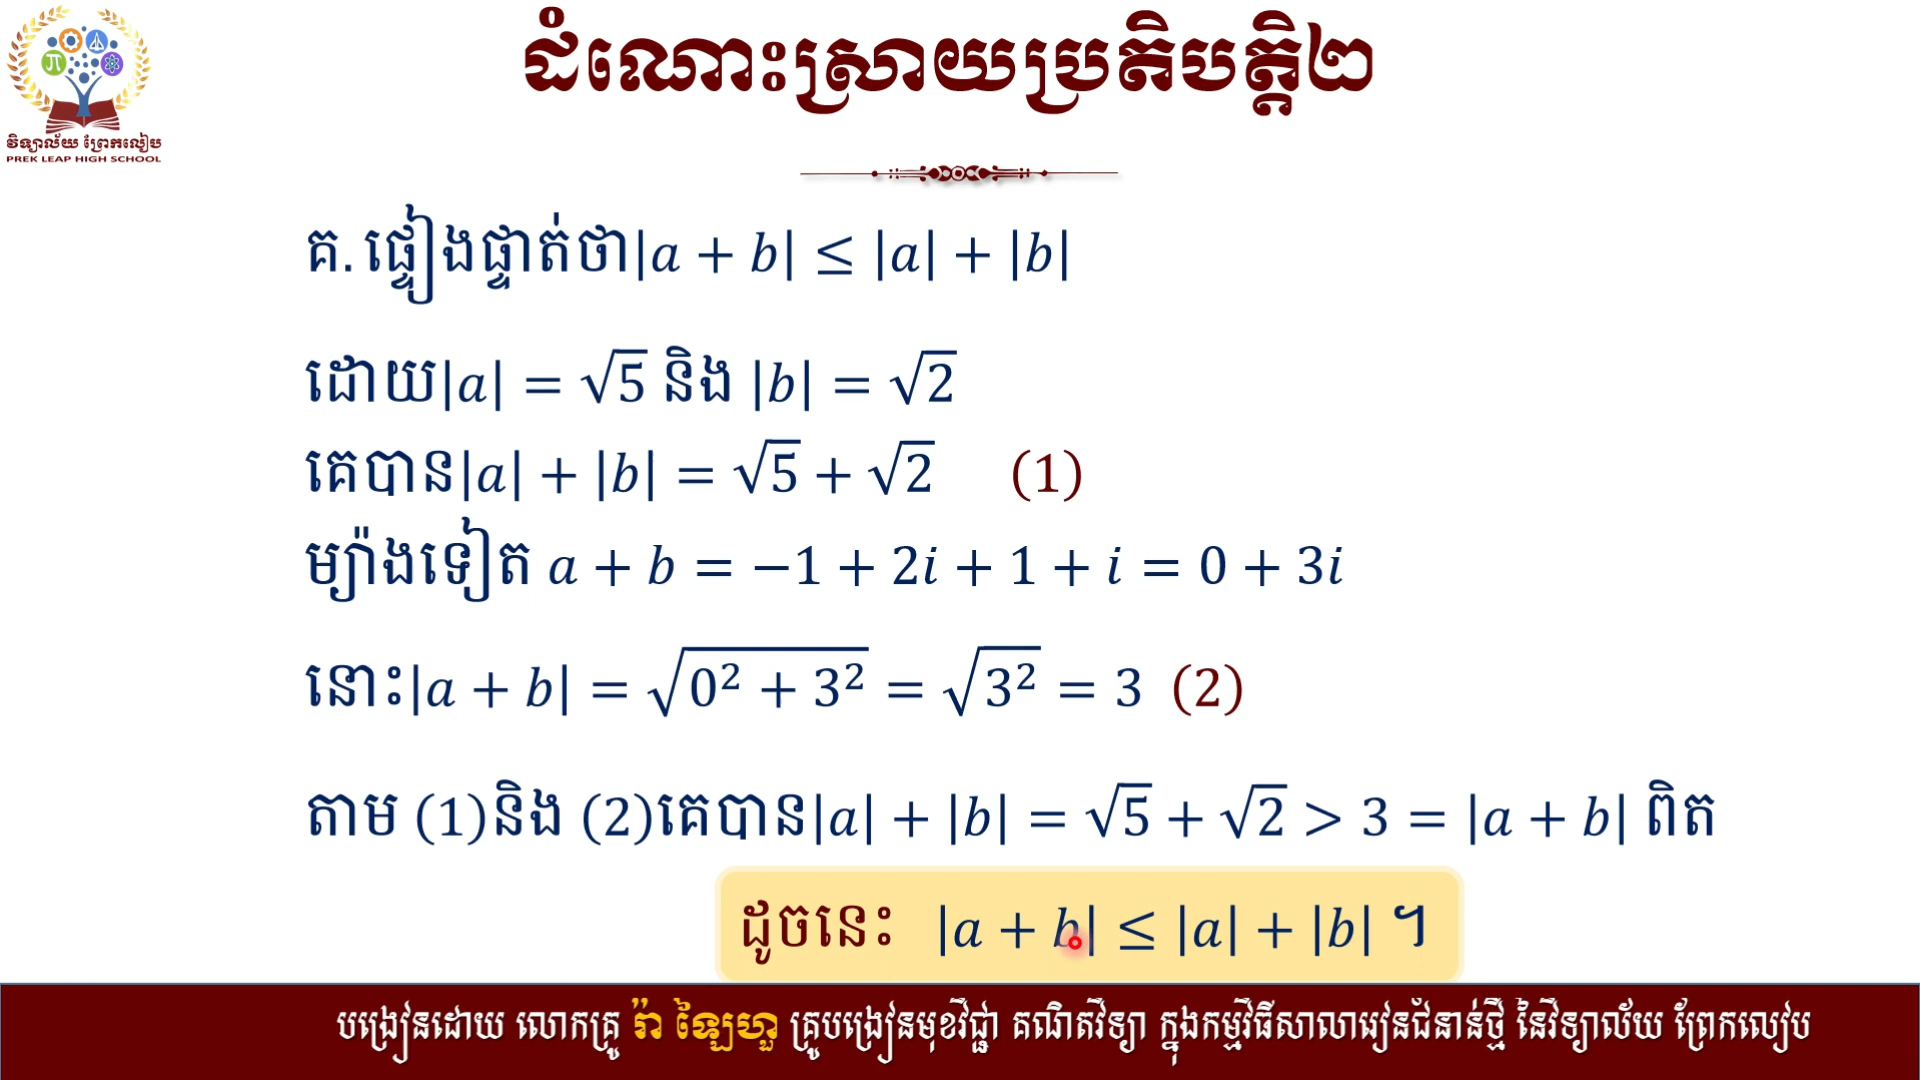 ដំណោះស្រាយប្រតិបត្តិ២
វិទ្យាល័យ ព្រែកលៀប
PREK LEAP HIGH SCHOOL
គ. ផ្ទៀងផ្ទាត់ថា|a + b| ≤ |a| + |b|
ដោយ|a| = √5 និង |b| = √2
គេបាន|a| + |b| = √5 + √2 (1)
ម្យ៉ាងទៀត a + b = −1 + 2i + 1 + i = 0 + 3i
នោះ|a + b| = √(0² + 3²) = √(3²) = 3 (2)
តាម (1)និង (2)គេបាន|a| + |b| = √5 + √2 > 3 = |a + b| ពិត
ដូចនេះ |a + b| ≤ |a| + |b| ។
បង្រៀនដោយ លោកគ្រូ រ៉ា ឡៃហួ គ្រូបង្រៀនមុខវិជ្ជា គណិតវិទ្យា ក្នុងកម្មវិធីសាលារៀនជំនាន់ថ្មី នៃវិទ្យាល័យ ព្រែកលៀប